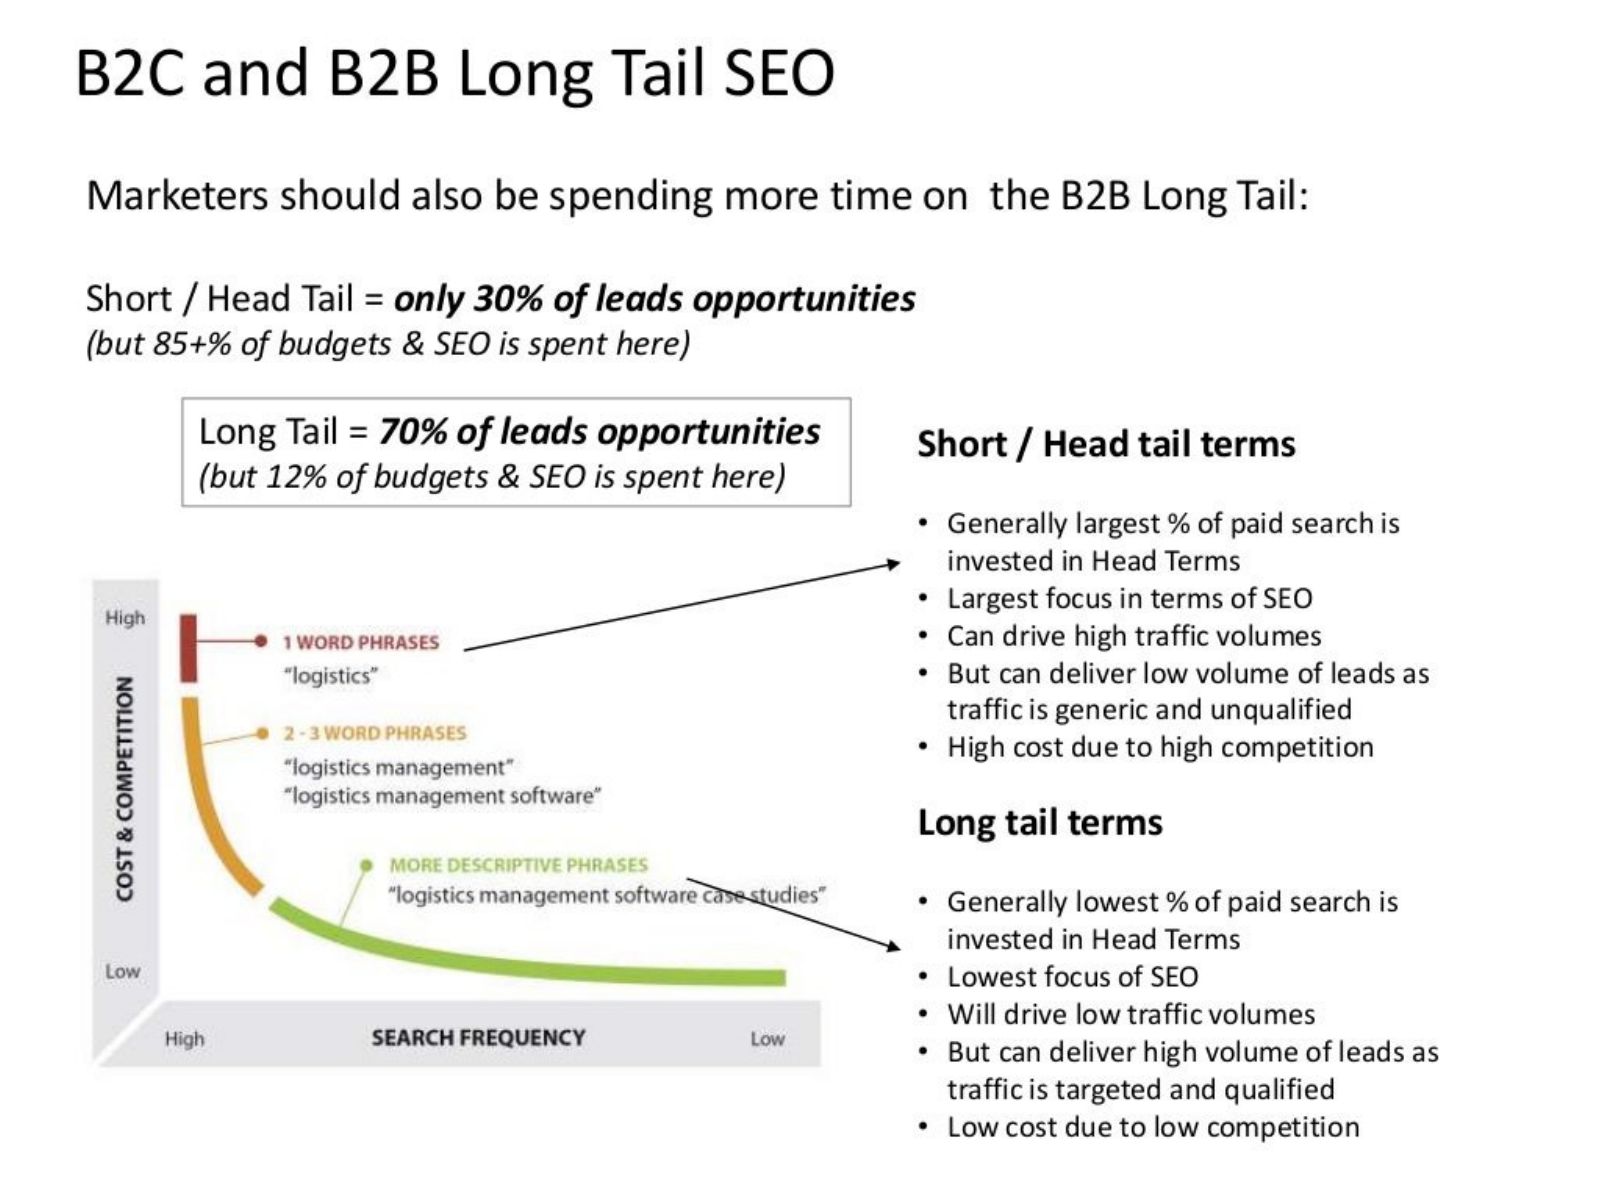 B2C and B2B Long Tail SEO
Marketers should also be spending more time on  the B2B Long Tail:
Short / Head Tail = only 30% of leads opportunities
(but 85+% of budgets & SEO is spent here)
Long Tail = 70% of leads opportunities
(but 12% of budgets & SEO is spent here)
High
COST & COMPETITION
Low
1 WORD PHRASES
“logistics”
2 - 3 WORD PHRASES
“logistics management”
“logistics management software”
MORE DESCRIPTIVE PHRASES
“logistics management software case studies”
High
SEARCH FREQUENCY
Low
Short / Head tail terms
• Generally largest % of paid search is
invested in Head Terms
• Largest focus in terms of SEO
• Can drive high traffic volumes
• But can deliver low volume of leads as
traffic is generic and unqualified
• High cost due to high competition
Long tail terms
• Generally lowest % of paid search is
invested in Head Terms
• Lowest focus of SEO
• Will drive low traffic volumes
• But can deliver high volume of leads as
traffic is targeted and qualified
• Low cost due to low competition